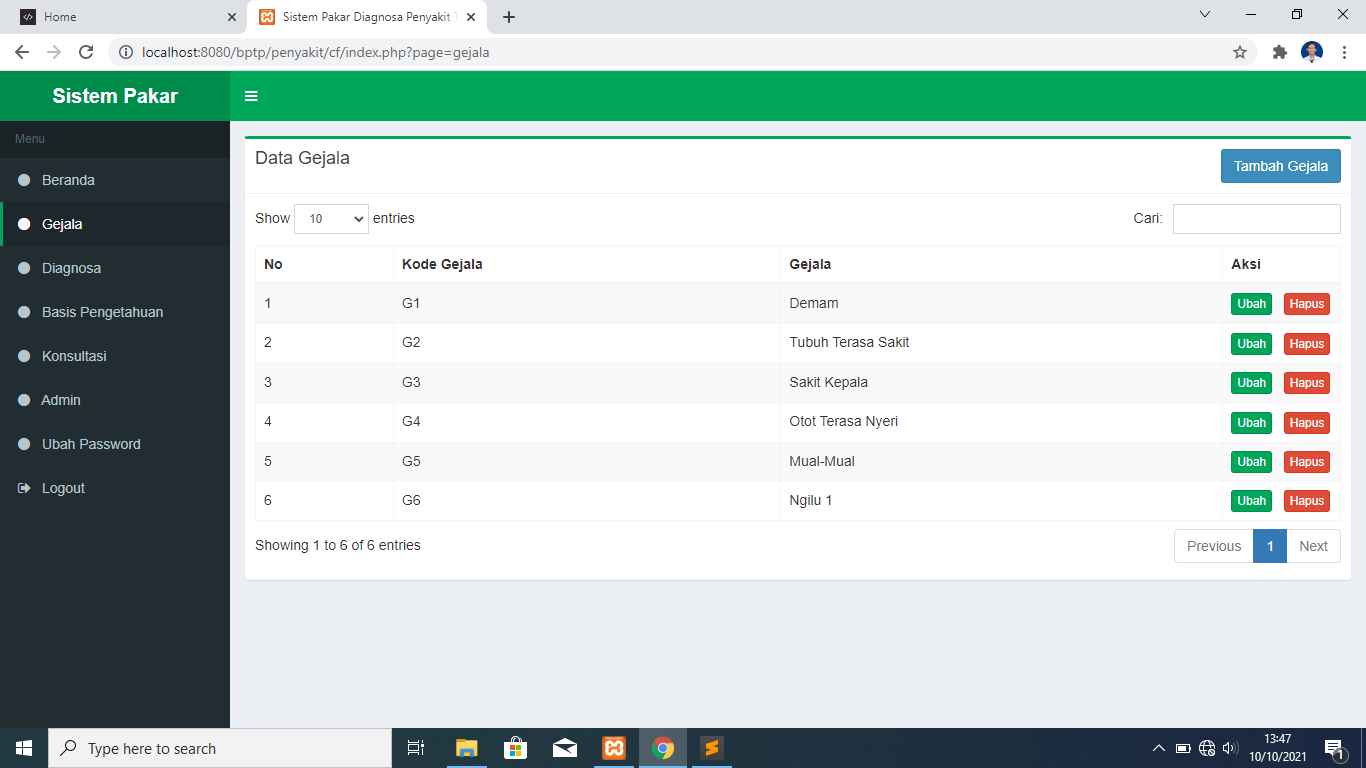 Home
Sistem Pakar Diagnosa Penyakit
localhost:8080/bptp/penyakit/cf/index.php?page=gejala
Sistem Pakar
Menu
Beranda
Gejala
Diagnosa
Basis Pengetahuan
Konsultasi
Admin
Ubah Password
Logout
Data Gejala
Tambah Gejala
Show 10 entries
Cari:
No Kode Gejala Gejala Aksi
1 G1 Demam Ubah Hapus
2 G2 Tubuh Terasa Sakit Ubah Hapus
3 G3 Sakit Kepala Ubah Hapus
4 G4 Otot Terasa Nyeri Ubah Hapus
5 G5 Mual-Mual Ubah Hapus
6 G6 Ngilu 1 Ubah Hapus
Showing 1 to 6 of 6 entries
Previous 1 Next
Type here to search
13:47
10/10/2021
1